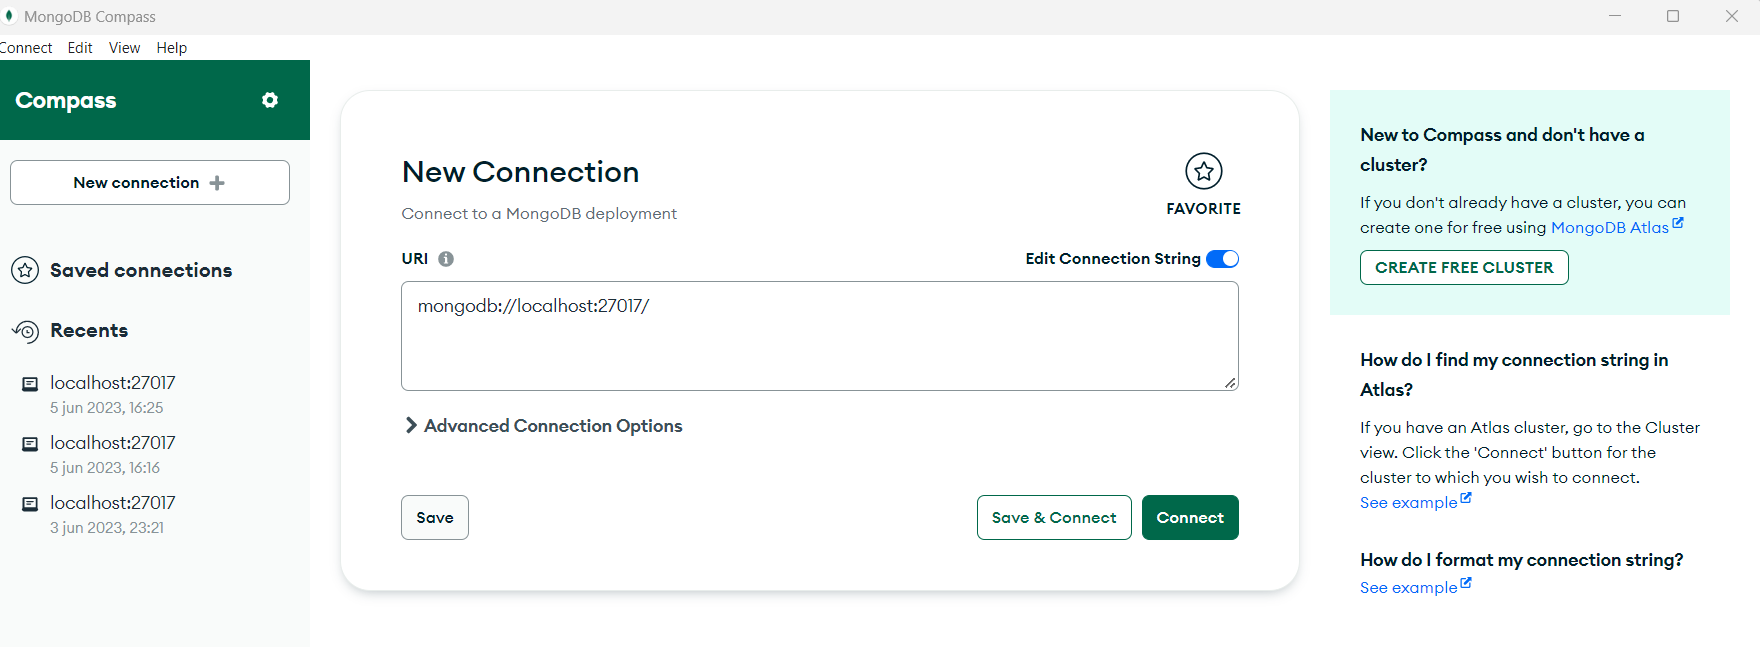 MongoDB Compass
Connect Edit View Help
Compass
New connection
Saved connections
Recents
localhost:27017
5 jun 2023, 16:25
localhost:27017
5 jun 2023, 16:16
localhost:27017
3 jun 2023, 23:21
New Connection
FAVORITE
Connect to a MongoDB deployment
URI
Edit Connection String
mongodb://localhost:27017/
Advanced Connection Options
Save
Save & Connect
Connect
New to Compass and don't have a
cluster?
If you don't already have a cluster, you can
create one for free using MongoDB Atlas
CREATE FREE CLUSTER
How do I find my connection string in
Atlas?
If you have an Atlas cluster, go to the Cluster
view. Click the 'Connect' button for the
cluster to which you wish to connect.
See example
How do I format my connection string?
See example